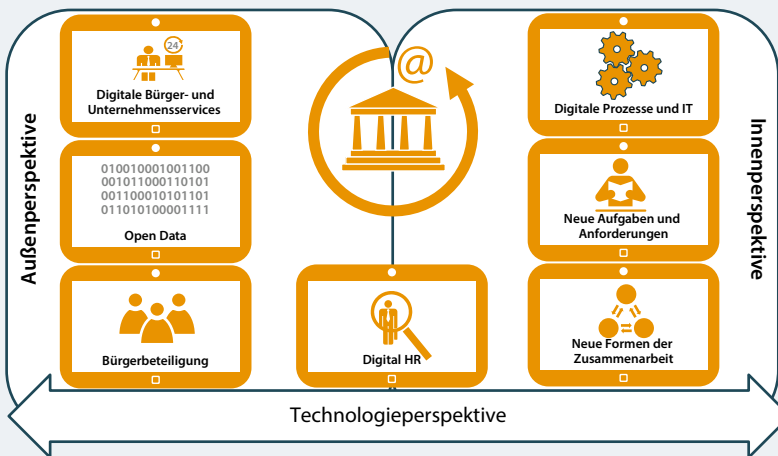 Außenperspektive
24
Digitale Bürger- und
Unternehmensservices
010010001001100
001011000110101
001100010101101
011010100001111
Open Data
Bürgerbeteiligung
@
Digital HR
Digitale Prozesse und IT
Neue Aufgaben und
Anforderungen
Neue Formen der
Zusammenarbeit
Innenperspektive
Technologieperspektive